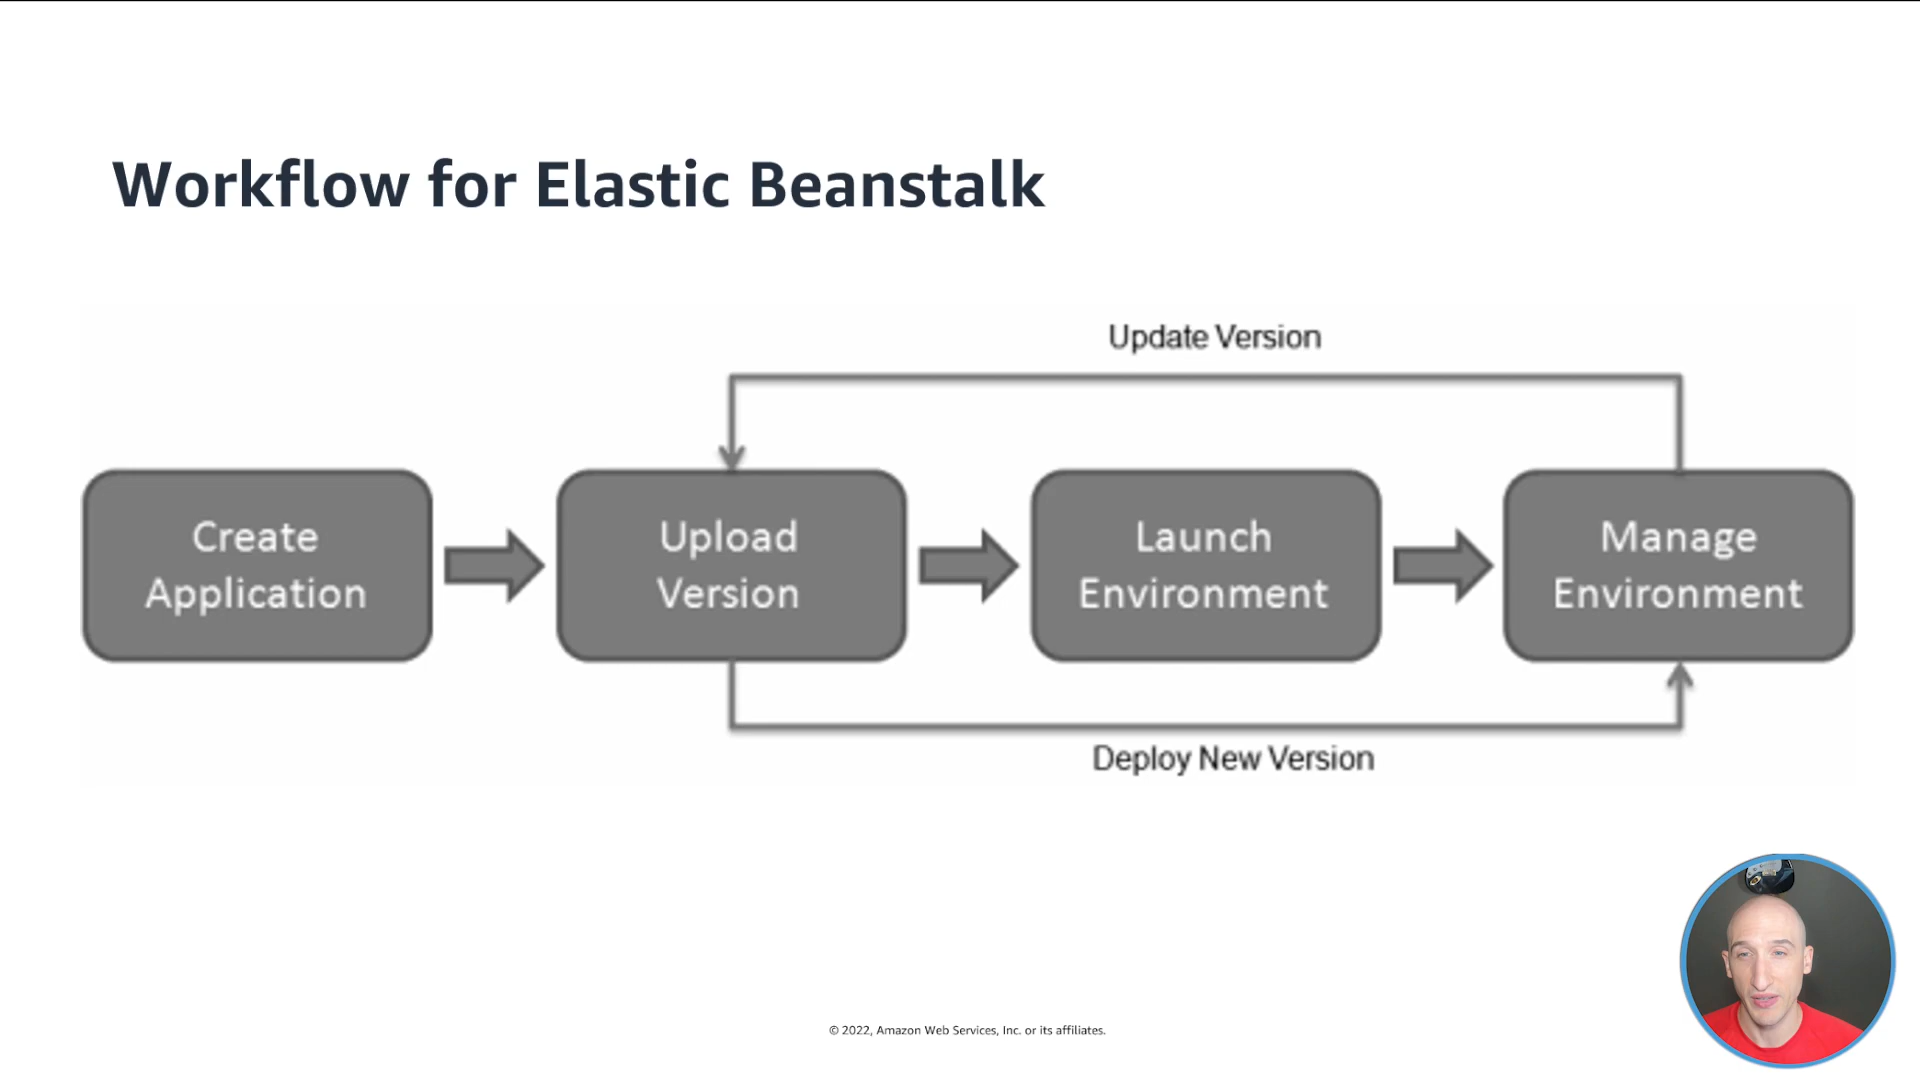 Workflow for Elastic Beanstalk
Update Version
Create
Application
Upload
Version
Launch
Environment
Manage
Environment
Deploy New Version
© 2022, Amazon Web Services, Inc. or its affiliates.